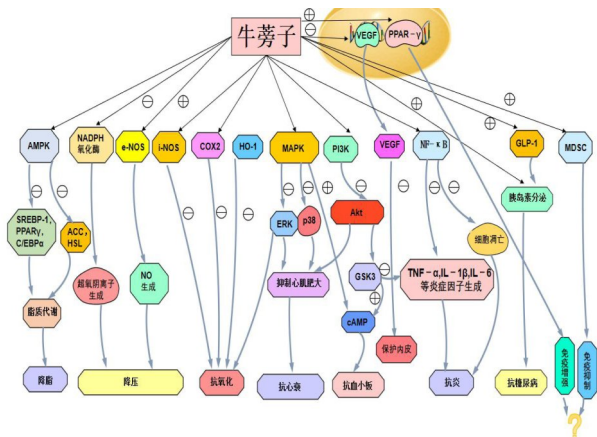 牛蒡子
⊕
⊖
VEGF
PPAR-γ
⊖
⊕
⊕
⊕
⊕
AMPK
NADPH
氧化酶
e-NOS
i-NOS
COX2
HO-1
MAPK
PI3K
VEGF
NF-κB
GLP-1
MDSC
⊖
⊖
⊖
⊖
⊖
⊖
⊖
⊕
⊖
⊖
⊖
⊖
SREBP-1、
PPARγ、
C/EBPα
ACC,
HSL
ERK
p38
Akt
胰岛素分泌
细胞凋亡
超氧阴离子
生成
NO
生成
抑制心肌肥大
GSK3
⊖
⊕
TNF-α,IL-1β,IL-6
等炎症因子生成
脂质代谢
cAMP
保护内皮
免疫增强
免疫抑制
降脂
降压
抗氧化
抗心衰
抗血小板
抗炎
抗糖尿病
?